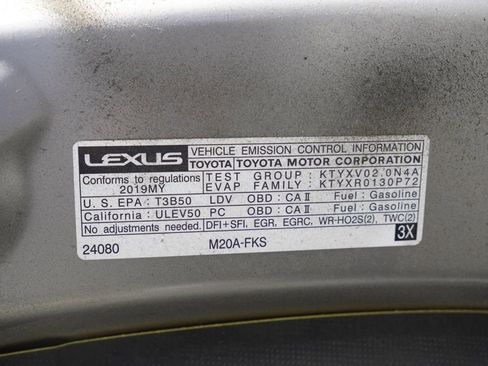 LEXUS VEHICLE EMISSION CONTROL INFORMATION
TOYOTA TOYOTA MOTOR CORPORATION
Conforms to regulations TEST GROUP : KTYXV02.0N4A
2019MY EVAP FAMILY : KTYXR0130P72
U. S. EPA : T3B50 LDV OBD : CA II Fuel : Gasoline
California : ULEV50 PC OBD : CA II Fuel : Gasoline
No adjustments needed. DFI+SFI, EGR, EGRC, WR-HO2S(2), TWC(2)
24080 M20A-FKS 3X